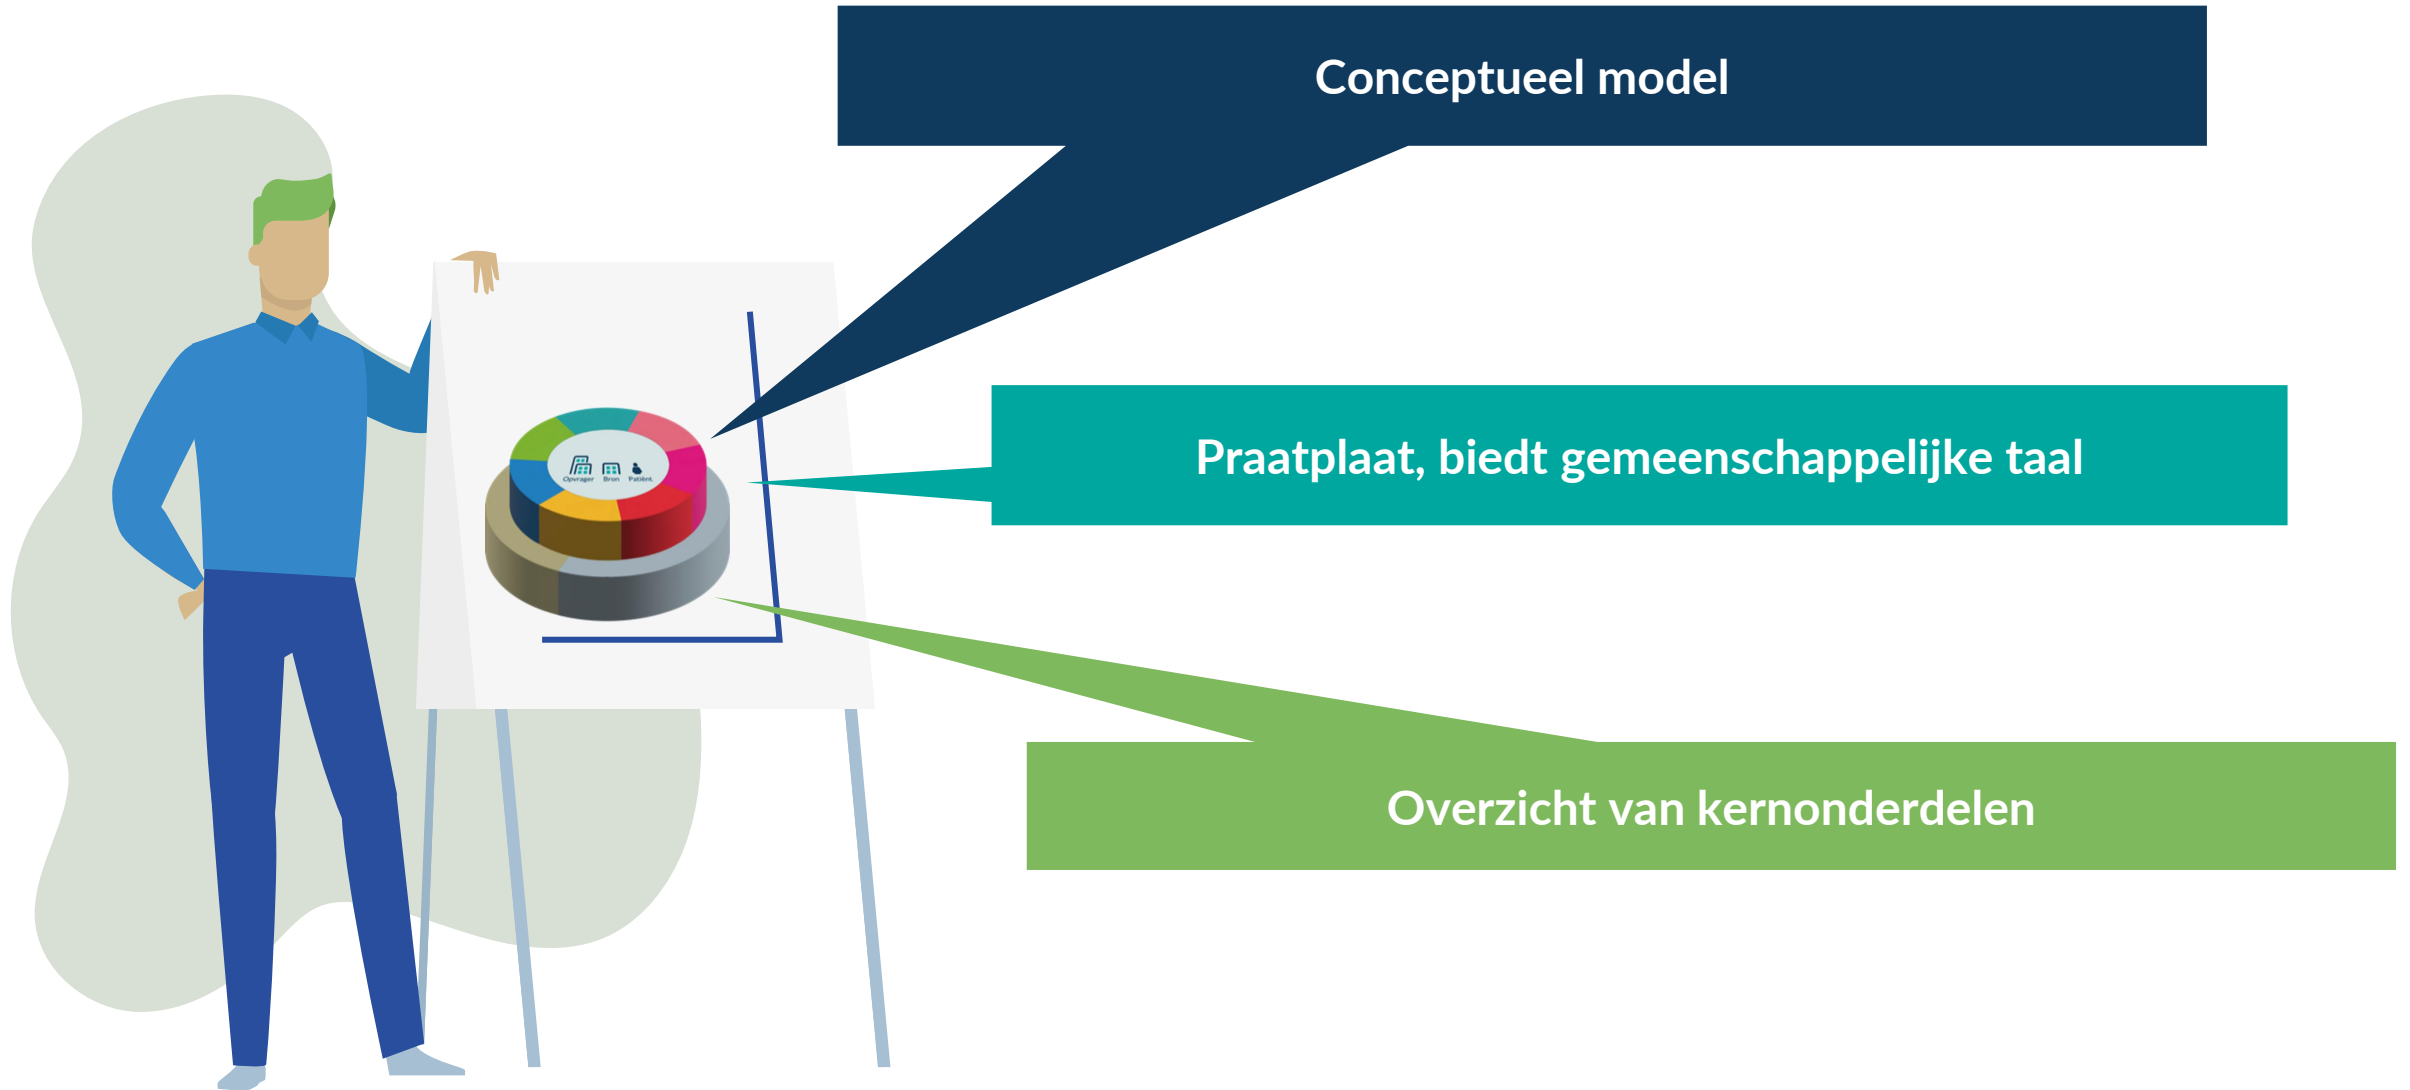 Conceptueel model
Praatplaat, biedt gemeenschappelijke taal
Opvrager Bron Patiënt
Overzicht van kernonderdelen